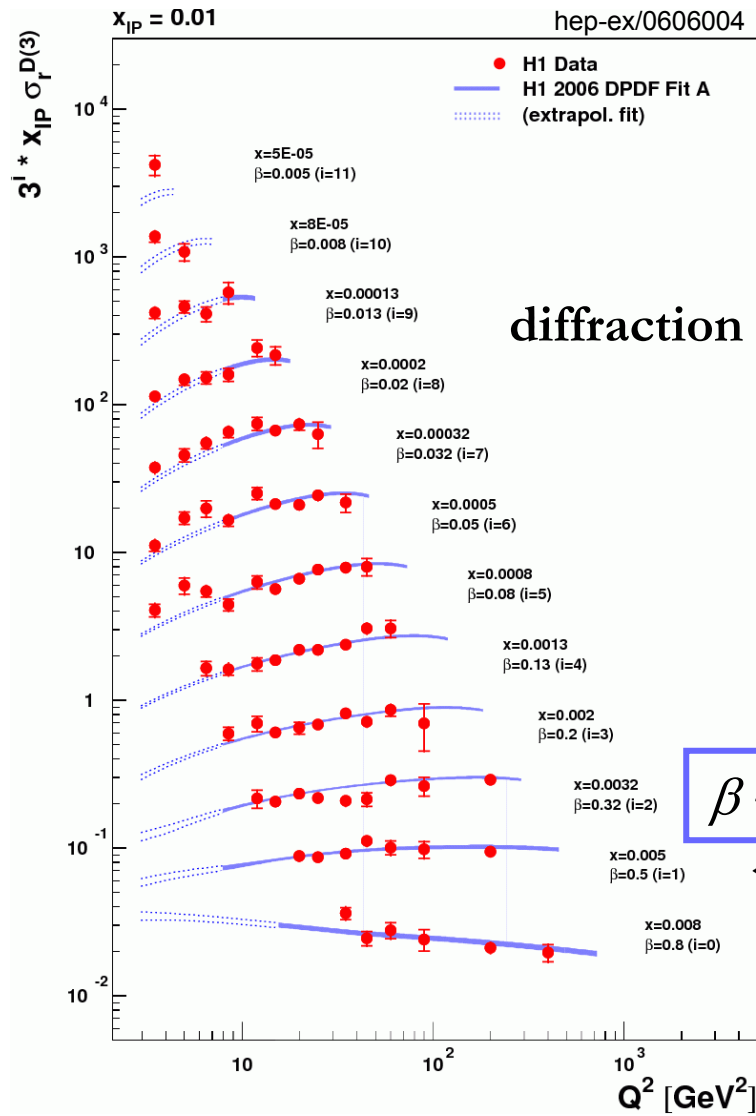 x_IP = 0.01
hep-ex/0606004
3^i * x_IP σ_r^D(3)
H1 Data
H1 2006 DPDF Fit A
(extrapol. fit)
10^4
x=5E-05
β=0.005 (i=11)
x=8E-05
β=0.008 (i=10)
10^3
x=0.00013
β=0.013 (i=9)
diffraction
x=0.0002
β=0.02 (i=8)
10^2
x=0.00032
β=0.032 (i=7)
x=0.0005
β=0.05 (i=6)
10
x=0.0008
β=0.08 (i=5)
x=0.0013
β=0.13 (i=4)
1
x=0.002
β=0.2 (i=3)
x=0.0032
β=0.32 (i=2)
β
10^-1
x=0.005
β=0.5 (i=1)
x=0.008
β=0.8 (i=0)
10^-2
10
10^2
10^3
Q^2 [GeV^2]